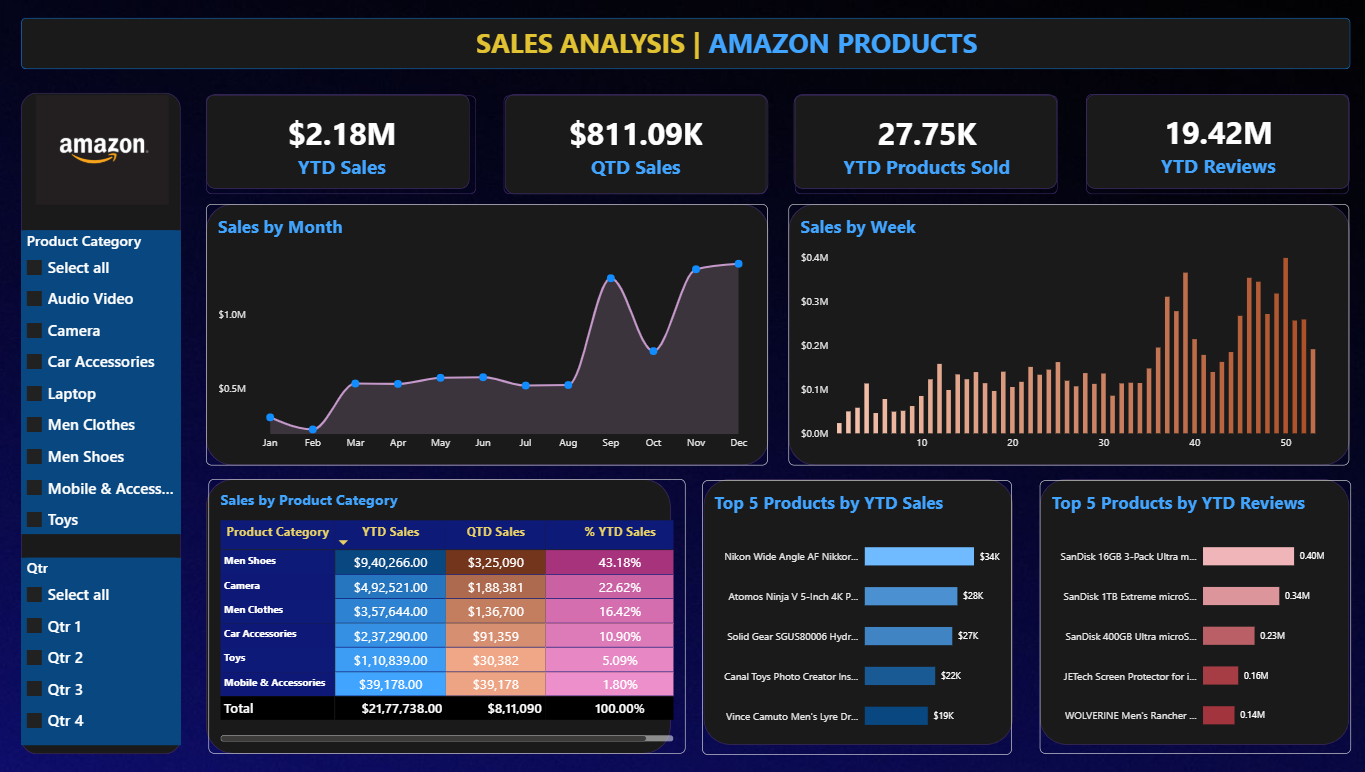 SALES ANALYSIS | AMAZON PRODUCTS
amazon
$2.18M
YTD Sales
$811.09K
QTD Sales
27.75K
YTD Products Sold
19.42M
YTD Reviews
Product Category
Select all
Audio Video
Camera
Car Accessories
Laptop
Men Clothes
Men Shoes
Mobile & Access...
Toys
Qtr
Select all
Qtr 1
Qtr 2
Qtr 3
Qtr 4
Sales by Month
$1.0M
$0.5M
Jan Feb Mar Apr May Jun Jul Aug Sep Oct Nov Dec
Sales by Week
$0.4M
$0.3M
$0.2M
$0.1M
$0.0M
10 20 30 40 50
Sales by Product Category
Product Category YTD Sales QTD Sales % YTD Sales
Men Shoes $9,40,266.00 $3,25,090 43.18%
Camera $4,92,521.00 $1,88,381 22.62%
Men Clothes $3,57,644.00 $1,36,700 16.42%
Car Accessories $2,37,290.00 $91,359 10.90%
Toys $1,10,839.00 $30,382 5.09%
Mobile & Accessories $39,178.00 $39,178 1.80%
Total $21,77,738.00 $8,11,090 100.00%
Top 5 Products by YTD Sales
Nikon Wide Angle AF Nikkor... $34K
Atomos Ninja V 5-Inch 4K P... $28K
Solid Gear SGUS80006 Hydr... $27K
Canal Toys Photo Creator Ins... $22K
Vince Camuto Men's Lyre Dr... $19K
Top 5 Products by YTD Reviews
SanDisk 16GB 3-Pack Ultra m... 0.40M
SanDisk 1TB Extreme microS... 0.34M
SanDisk 400GB Ultra microS... 0.23M
JETech Screen Protector for i... 0.16M
WOLVERINE Men's Rancher ... 0.14M